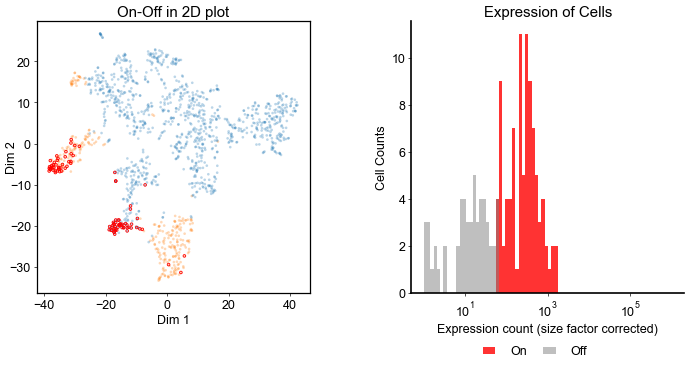 On-Off in 2D plot
20
10
0
−10
−20
−30
Dim 2
−40
−20
0
20
40
Dim 1
Expression of Cells
10
8
6
4
2
0
Cell Counts
10^1
10^3
10^5
Expression count (size factor corrected)
On
Off